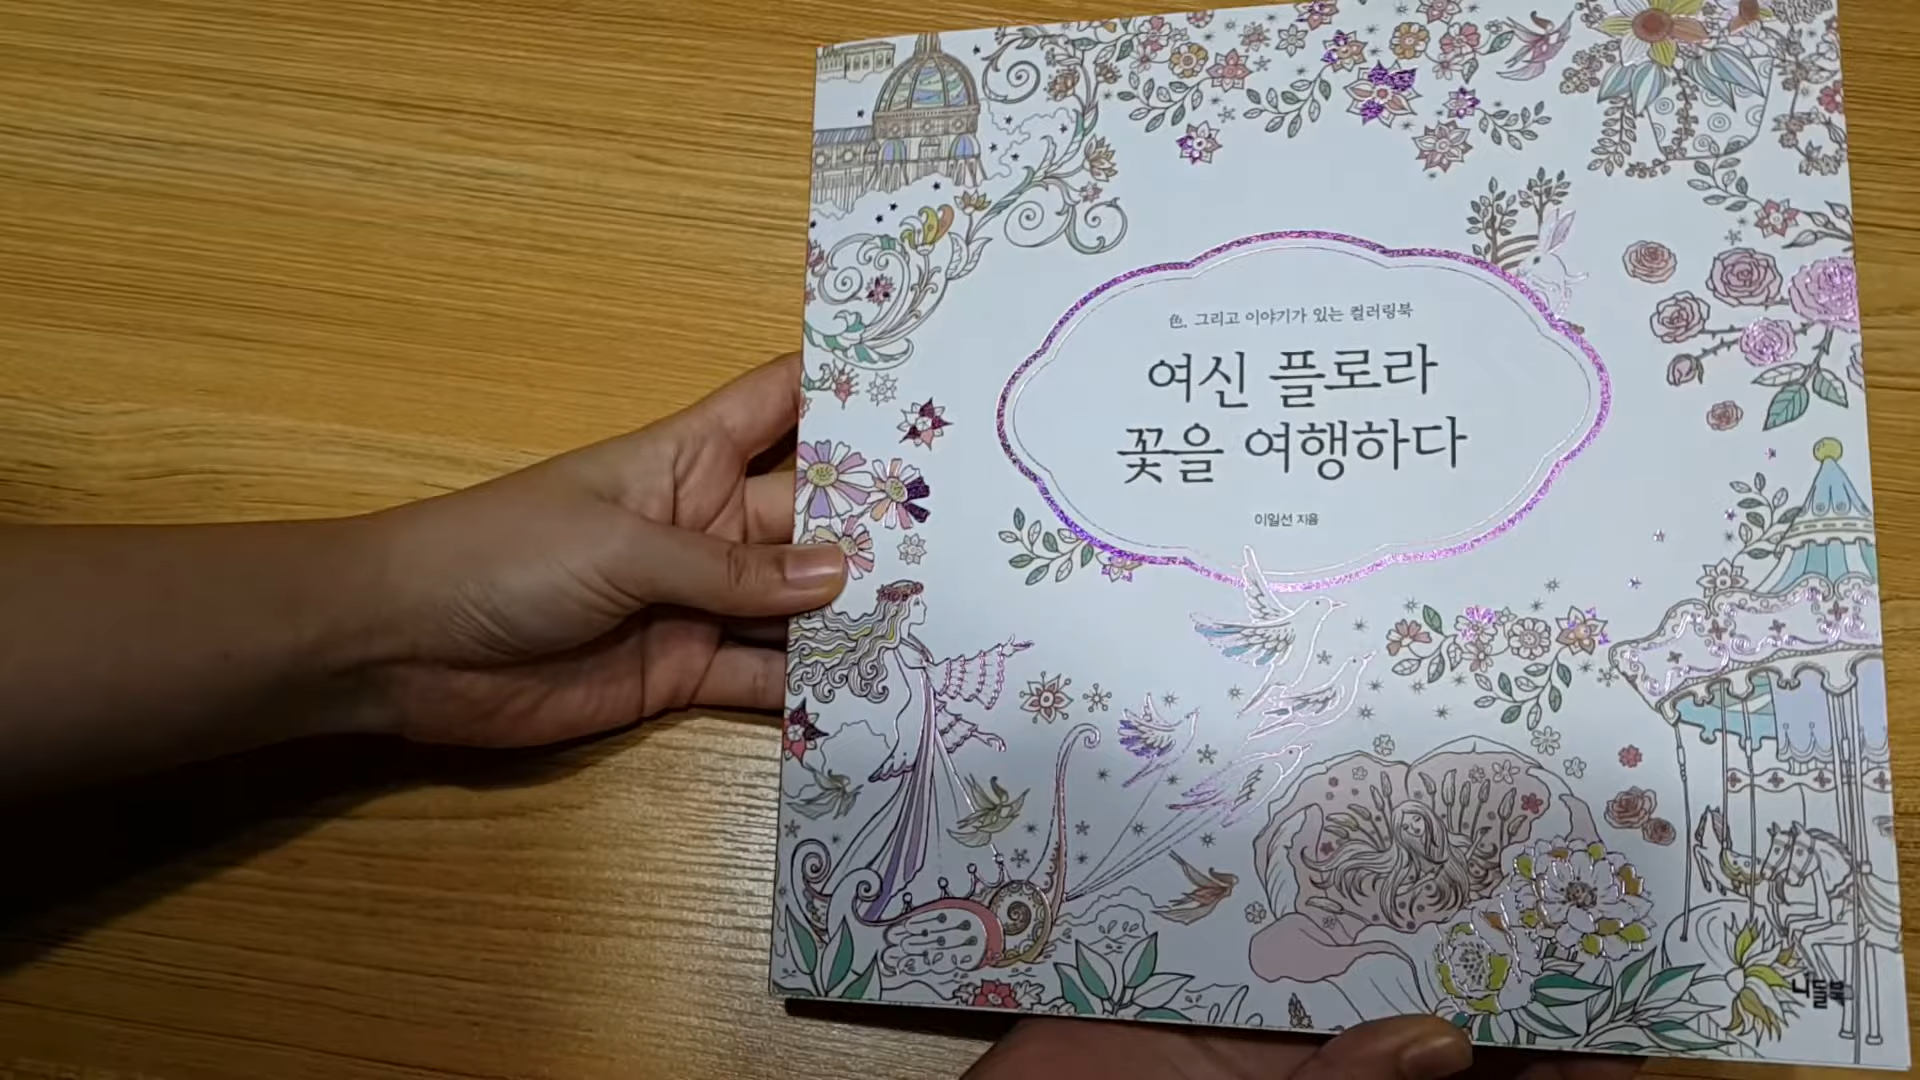 色, 그리고 이야기가 있는 컬러링북
여신 플로라
꽃을 여행하다
이일선 지음
니들북